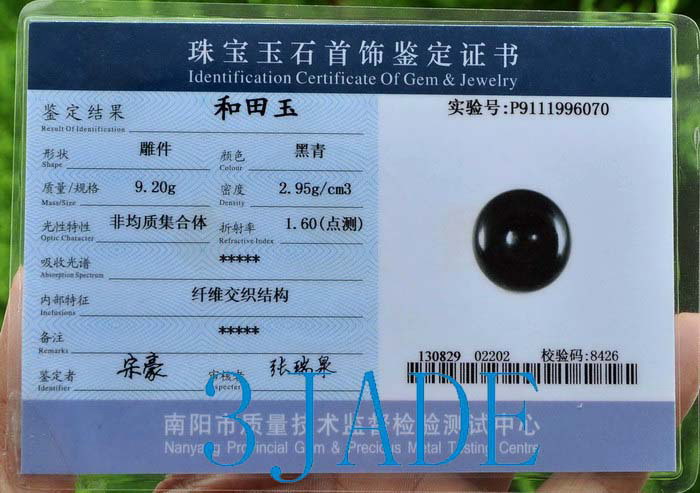 珠宝玉石首饰鉴定证书
Identification Certificate Of Gem & Jewelry
鉴定结果 和田玉
Result Of Identification
实验号:P9111996070
形状 雕件 颜色 黑青
Shape Colour
质量/规格 9.20g 密度 2.95g/cm3
Mass/Size Density
光性特性 非均质集合体 折射率 1.60(点测)
Optic Character Refractive Index
吸收光谱 *****
Absorption Spectrum
内部特征 纤维交织结构
Inclusions
备注 *****
Remarks
130829 02202 校验码:8426
鉴定者 宋豪 审核者 张瑞泉
Identifier specter
3JADE
南阳市质量技术监督检验测试中心
Nanyang Provincial Gem & Precious Metal Testing Centre